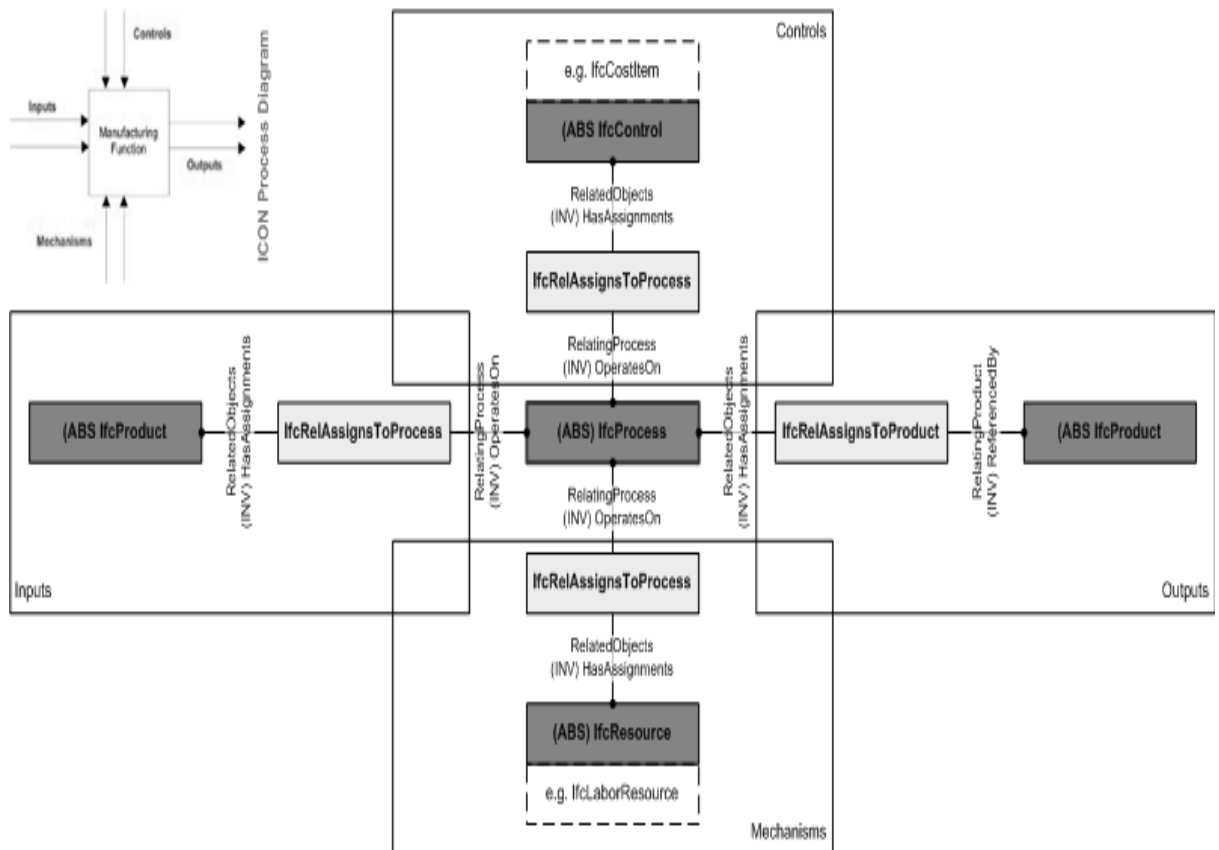 Controls
Inputs
Manufacturing
Function
Outputs
Mechanisms
ICON Process Diagram
Controls
e.g. IfcCostItem
(ABS IfcControl
RelatedObjects
(INV) HasAssignments
IfcRelAssignsToProcess
RelatingProcess
(INV) OperatesOn
(ABS IfcProduct
RelatedObjects
(INV) HasAssignments
IfcRelAssignsToProcess
RelatingProcess
(INV) OperatesOn
(ABS) IfcProcess
RelatedObjects
(INV) HasAssignments
IfcRelAssignsToProduct
RelatingProduct
(INV) ReferencedBy
(ABS IfcProduct
RelatingProcess
(INV) OperatesOn
Inputs
IfcRelAssignsToProcess
Outputs
RelatedObjects
(INV) HasAssignments
(ABS) IfcResource
e.g. IfcLaborResource
Mechanisms